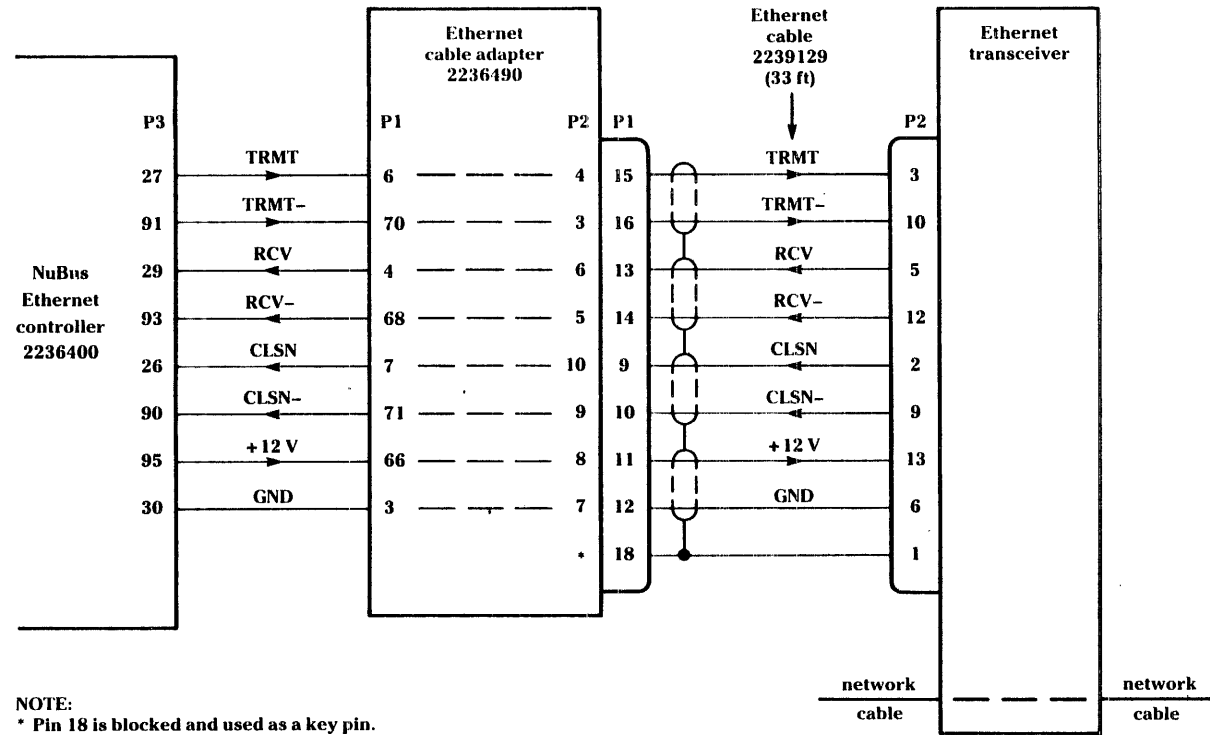 Ethernet
cable adapter
2236490
Ethernet
cable
2239129
(33 ft)
Ethernet
transceiver
P3
P1
P2
P1
P2
27 TRMT 6 4 15 TRMT 3
91 TRMT– 70 3 16 TRMT– 10
29 RCV 4 6 13 RCV 5
93 RCV– 68 5 14 RCV– 12
26 CLSN 7 10 9 CLSN 2
90 CLSN– 71 9 10 CLSN– 9
95 +12 V 66 8 11 +12 V 13
30 GND 3 7 12 GND 6
* 18 1
NuBus
Ethernet
controller
2236400
network
cable
network
cable
NOTE:
* Pin 18 is blocked and used as a key pin.